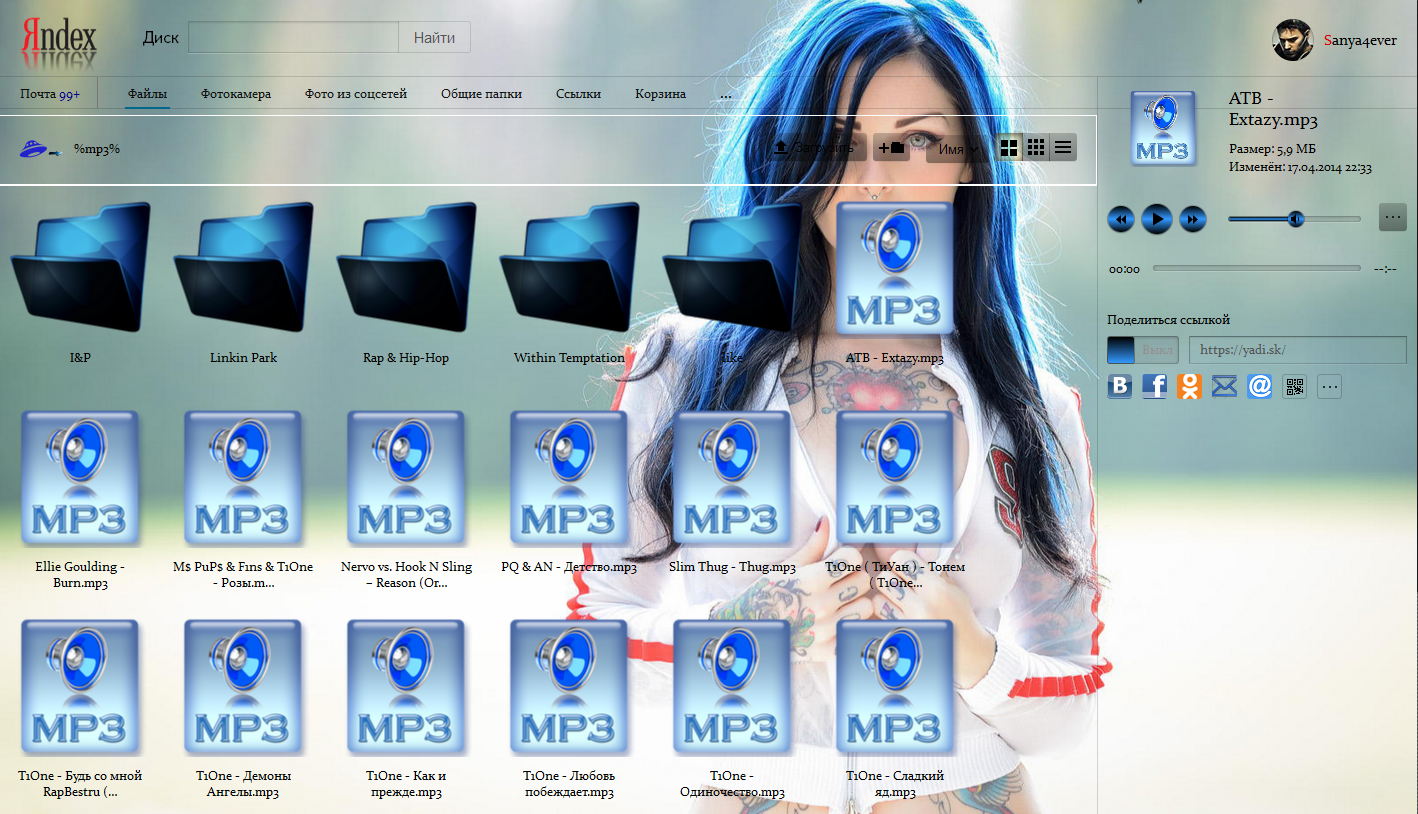 Яndex
Диск
Найти
Sanya4ever
Почта 99+
Файлы
Фотокамера
Фото из соцсетей
Общие папки
Ссылки
Корзина
...
%mp3%
Загрузить
Имя
MP3
ATB -
Extazy.mp3
Размер: 5,9 МБ
Изменён: 17.04.2014 22:33
...
00:00
--:--
Поделиться ссылкой
Выкл
https://yadi.sk/
B
f
@
...
I&P
Linkin Park
Rap & Hip-Hop
Within Temptation
like
MP3
ATB - Extazy.mp3
MP3
MP3
MP3
MP3
MP3
MP3
Ellie Goulding -
Burn.mp3
M$ PuP$ & Fins & T1One
- Розы.m...
Nervo vs. Hook N Sling
– Reason (Or...
PQ & AN - Детство.mp3
Slim Thug - Thug.mp3
T1One ( ТиУан ) - Тонем
( T1One...
MP3
MP3
MP3
MP3
MP3
MP3
T1One - Будь со мной
RapBestru (...
T1One - Демоны
Ангелы.mp3
T1One - Как и
прежде.mp3
T1One - Любовь
побеждает.mp3
T1One -
Одиночество.mp3
T1One - Сладкий
яд.mp3